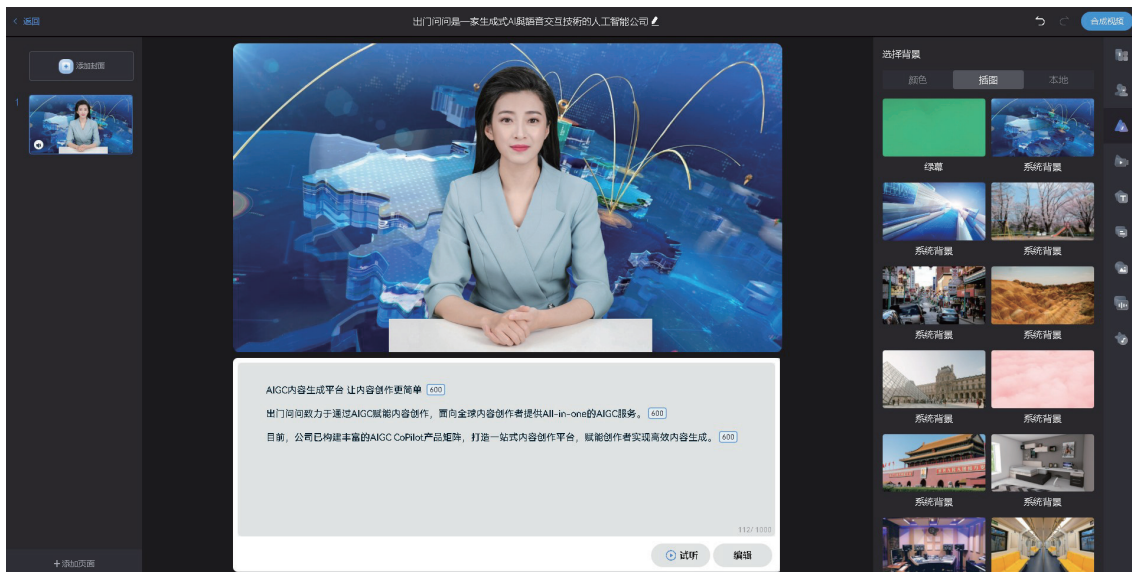 返回
出门问问是一家生成式AI與語音交互技術的人工智能公司
合成视频
添加封面
1
选择背景
颜色
插图
本地
绿幕
系统背景
系统背景
系统背景
系统背景
系统背景
系统背景
系统背景
系统背景
系统背景
AIGC内容生成平台 让内容创作更简单 600
出门问问致力于通过AIGC赋能内容创作，面向全球内容创作者提供All-in-one的AIGC服务。 600
目前，公司已构建丰富的AIGC CoPilot产品矩阵，打造一站式内容创作平台，赋能创作者实现高效内容生成。 600
112/ 1000
试听
编辑
+添加页面